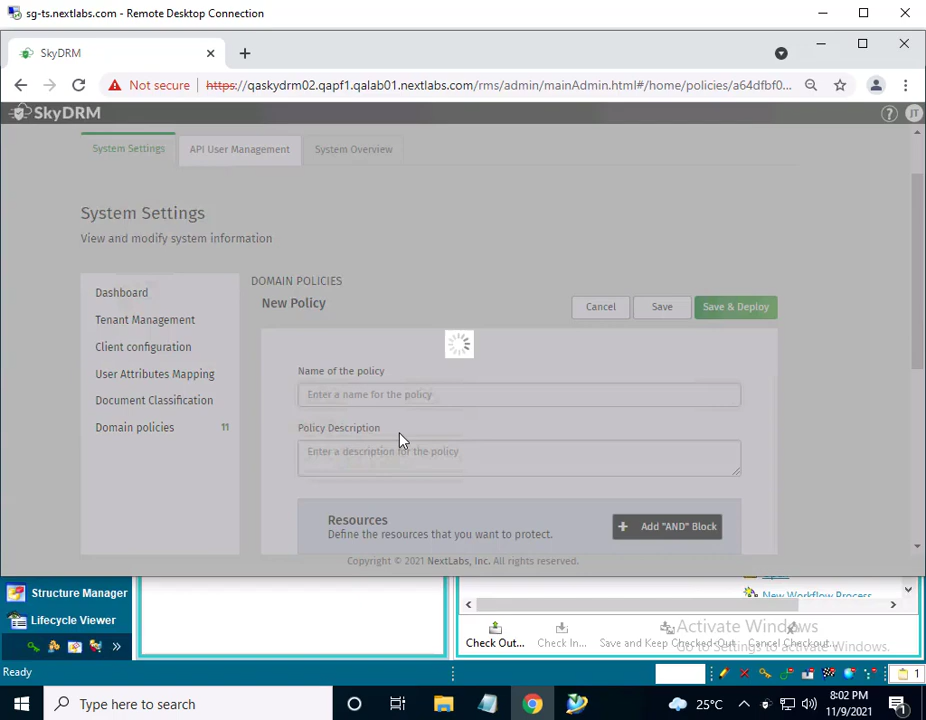 sg-ts.nextlabs.com - Remote Desktop Connection
SkyDRM
Not secure https://qaskydrm02.qapf1.qalab01.nextlabs.com/rms/admin/mainAdmin.html#/home/policies/a64dfbf0...
SkyDRM
? JT
System Settings API User Management System Overview
System Settings
View and modify system information
Dashboard
Tenant Management
Client configuration
User Attributes Mapping
Document Classification
Domain policies 11
DOMAIN POLICIES
New Policy
Cancel Save Save & Deploy
Name of the policy
Enter a name for the policy
Policy Description
Enter a description for the policy
Resources
Define the resources that you want to protect.
+ Add "AND" Block
Copyright © 2021 NextLabs, Inc. All rights reserved.
Structure Manager
Lifecycle Viewer
New Workflow Process
Check Out... Check In... Save and Keep Checked-Out Cancel Checkout...
Activate Windows
Go to Settings to activate Windows.
Ready
1
Type here to search
25°C
8:02 PM
11/9/2021
1